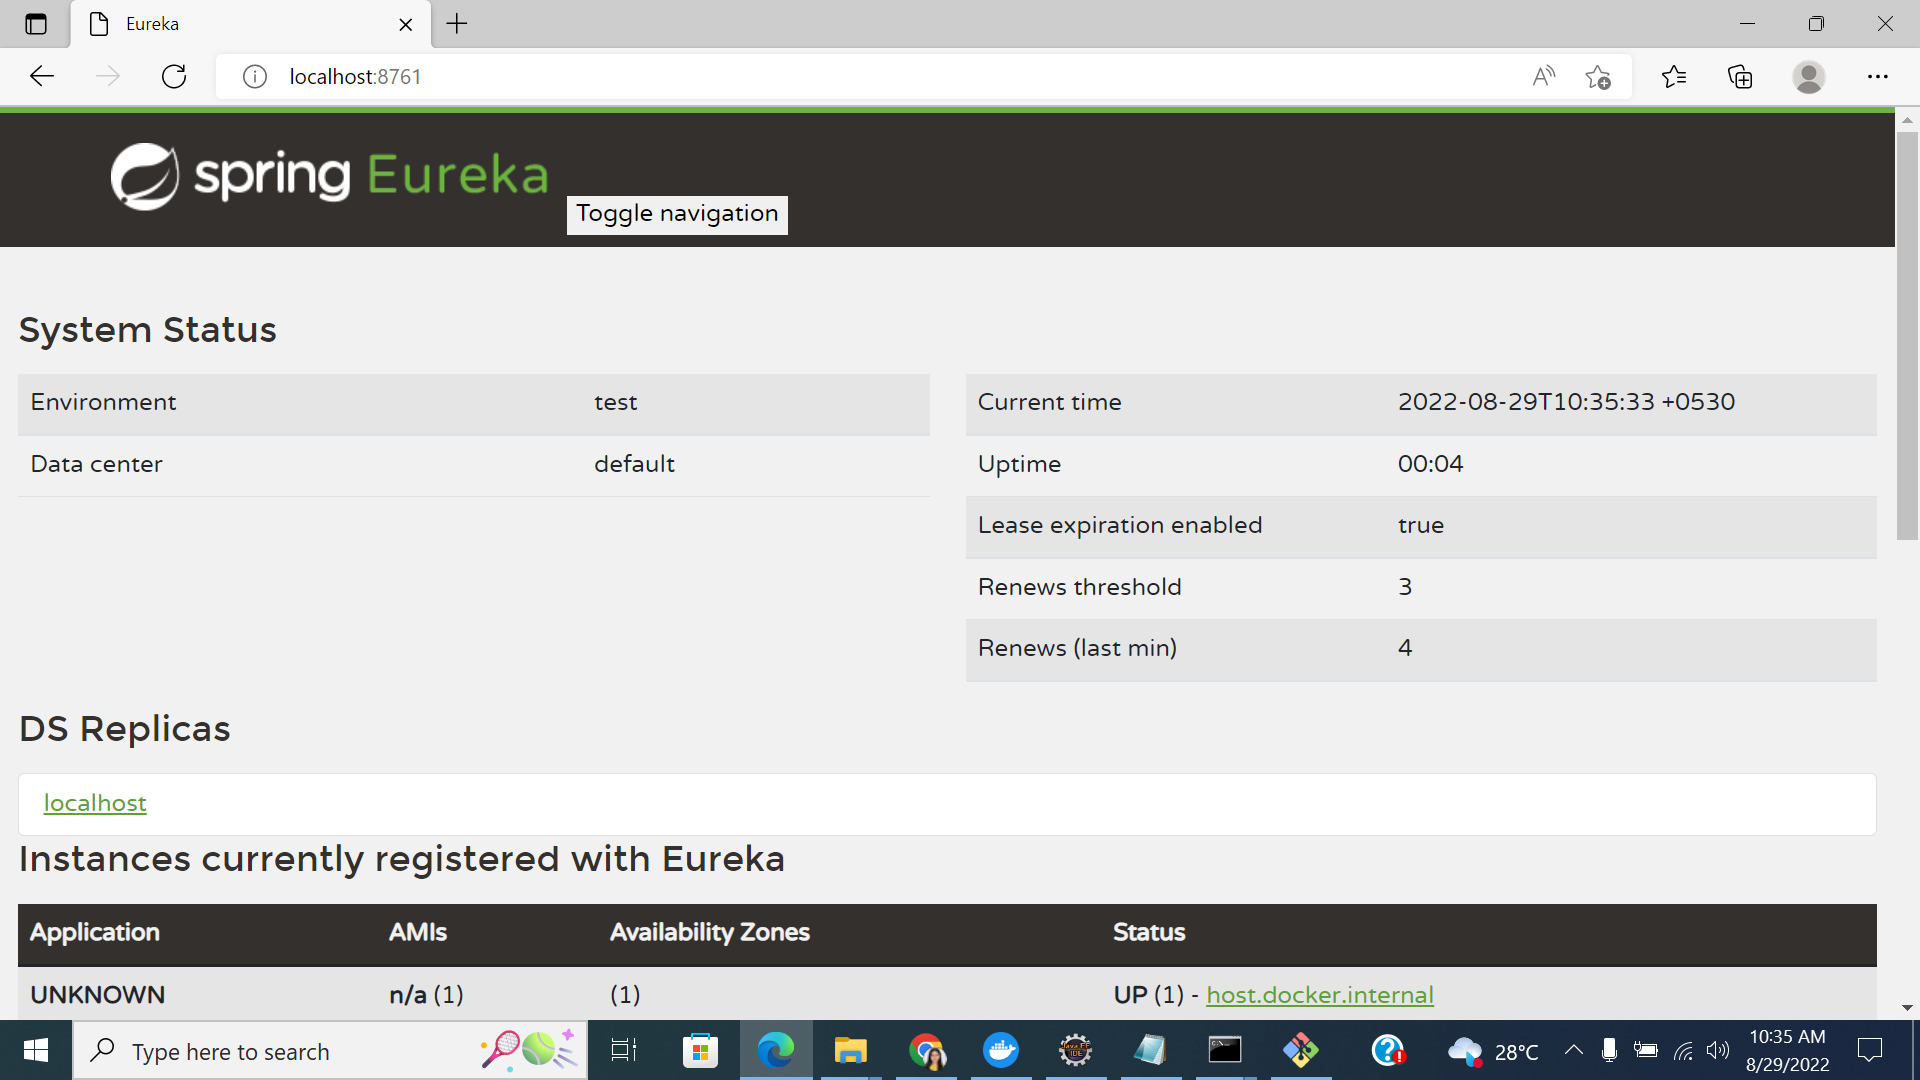 Eureka
localhost:8761
spring Eureka
Toggle navigation
System Status
Environment test
Data center default
Current time 2022-08-29T10:35:33 +0530
Uptime 00:04
Lease expiration enabled true
Renews threshold 3
Renews (last min) 4
DS Replicas
localhost
Instances currently registered with Eureka
Application AMIs Availability Zones Status
UNKNOWN n/a (1) (1) UP (1) - host.docker.internal
Type here to search
28°C
10:35 AM
8/29/2022